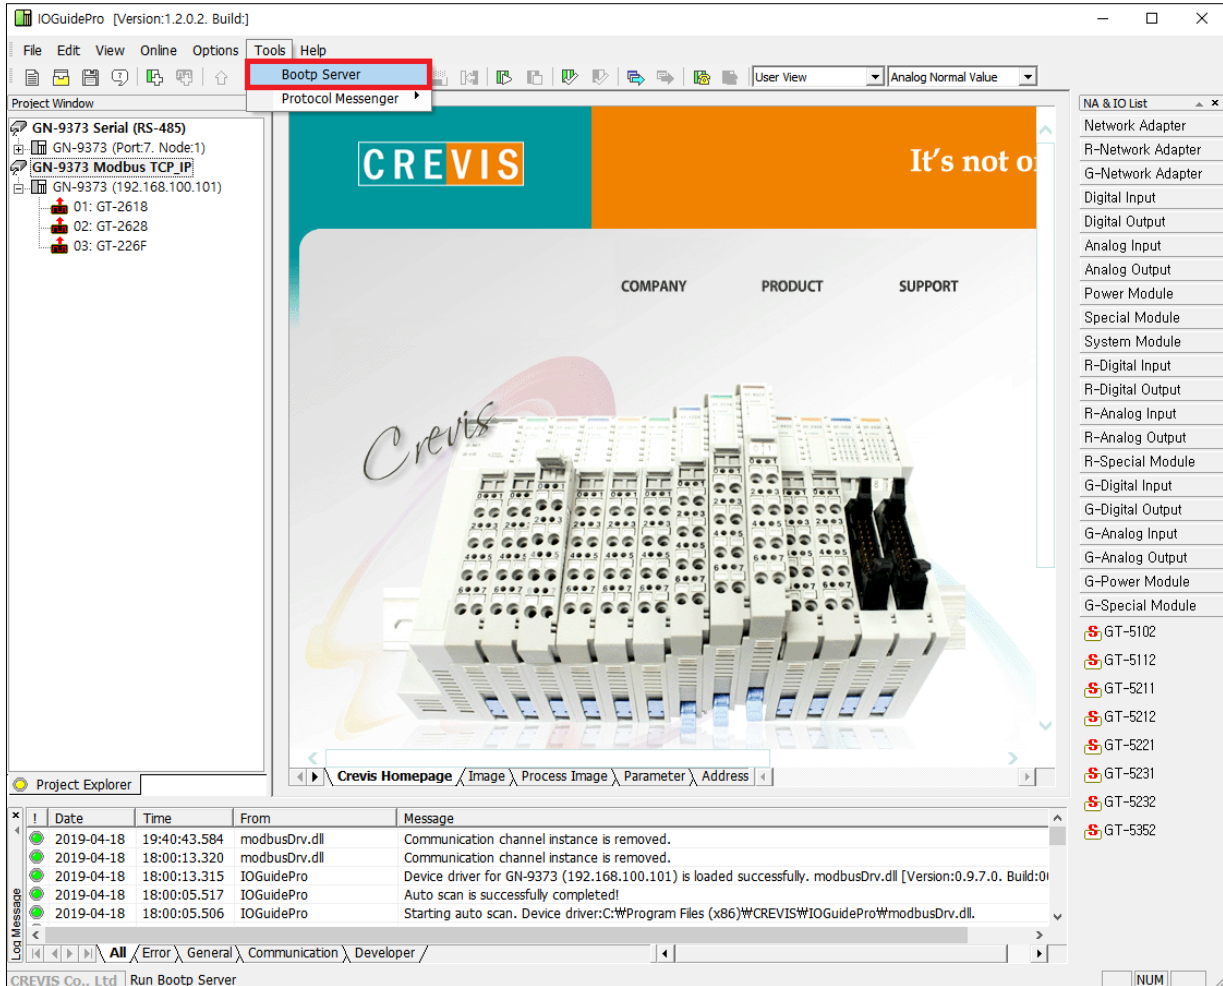 IOGuidePro [Version:1.2.0.2. Build:]
File Edit View Online Options Tools Help
Bootp Server
User View
Analog Normal Value
Protocol Messenger
Project Window
GN-9373 Serial (RS-485)
GN-9373 (Port:7. Node:1)
GN-9373 Modbus TCP_IP
GN-9373 (192.168.100.101)
01: GT-2618
02: GT-2628
03: GT-226F
Project Explorer
CREVIS
It's not o
COMPANY PRODUCT SUPPORT
Crevis
Crevis Homepage Image Process Image Parameter Address
NA & IO List
Network Adapter
R-Network Adapter
G-Network Adapter
Digital Input
Digital Output
Analog Input
Analog Output
Power Module
Special Module
System Module
R-Digital Input
R-Digital Output
R-Analog Input
R-Analog Output
R-Special Module
G-Digital Input
G-Digital Output
G-Analog Input
G-Analog Output
G-Power Module
G-Special Module
GT-5102
GT-5112
GT-5211
GT-5212
GT-5221
GT-5231
GT-5232
GT-5352
Log Message
! Date Time From Message
2019-04-18 19:40:43.584 modbusDrv.dll Communication channel instance is removed.
2019-04-18 18:00:13.320 modbusDrv.dll Communication channel instance is removed.
2019-04-18 18:00:13.315 IOGuidePro Device driver for GN-9373 (192.168.100.101) is loaded successfully. modbusDrv.dll [Version:0.9.7.0. Build:0
2019-04-18 18:00:05.517 IOGuidePro Auto scan is successfully completed!
2019-04-18 18:00:05.506 IOGuidePro Starting auto scan. Device driver:C:₩Program Files (x86)₩CREVIS₩IOGuidePro₩modbusDrv.dll.
All Error General Communication Developer
CREVIS Co., Ltd Run Bootp Server NUM